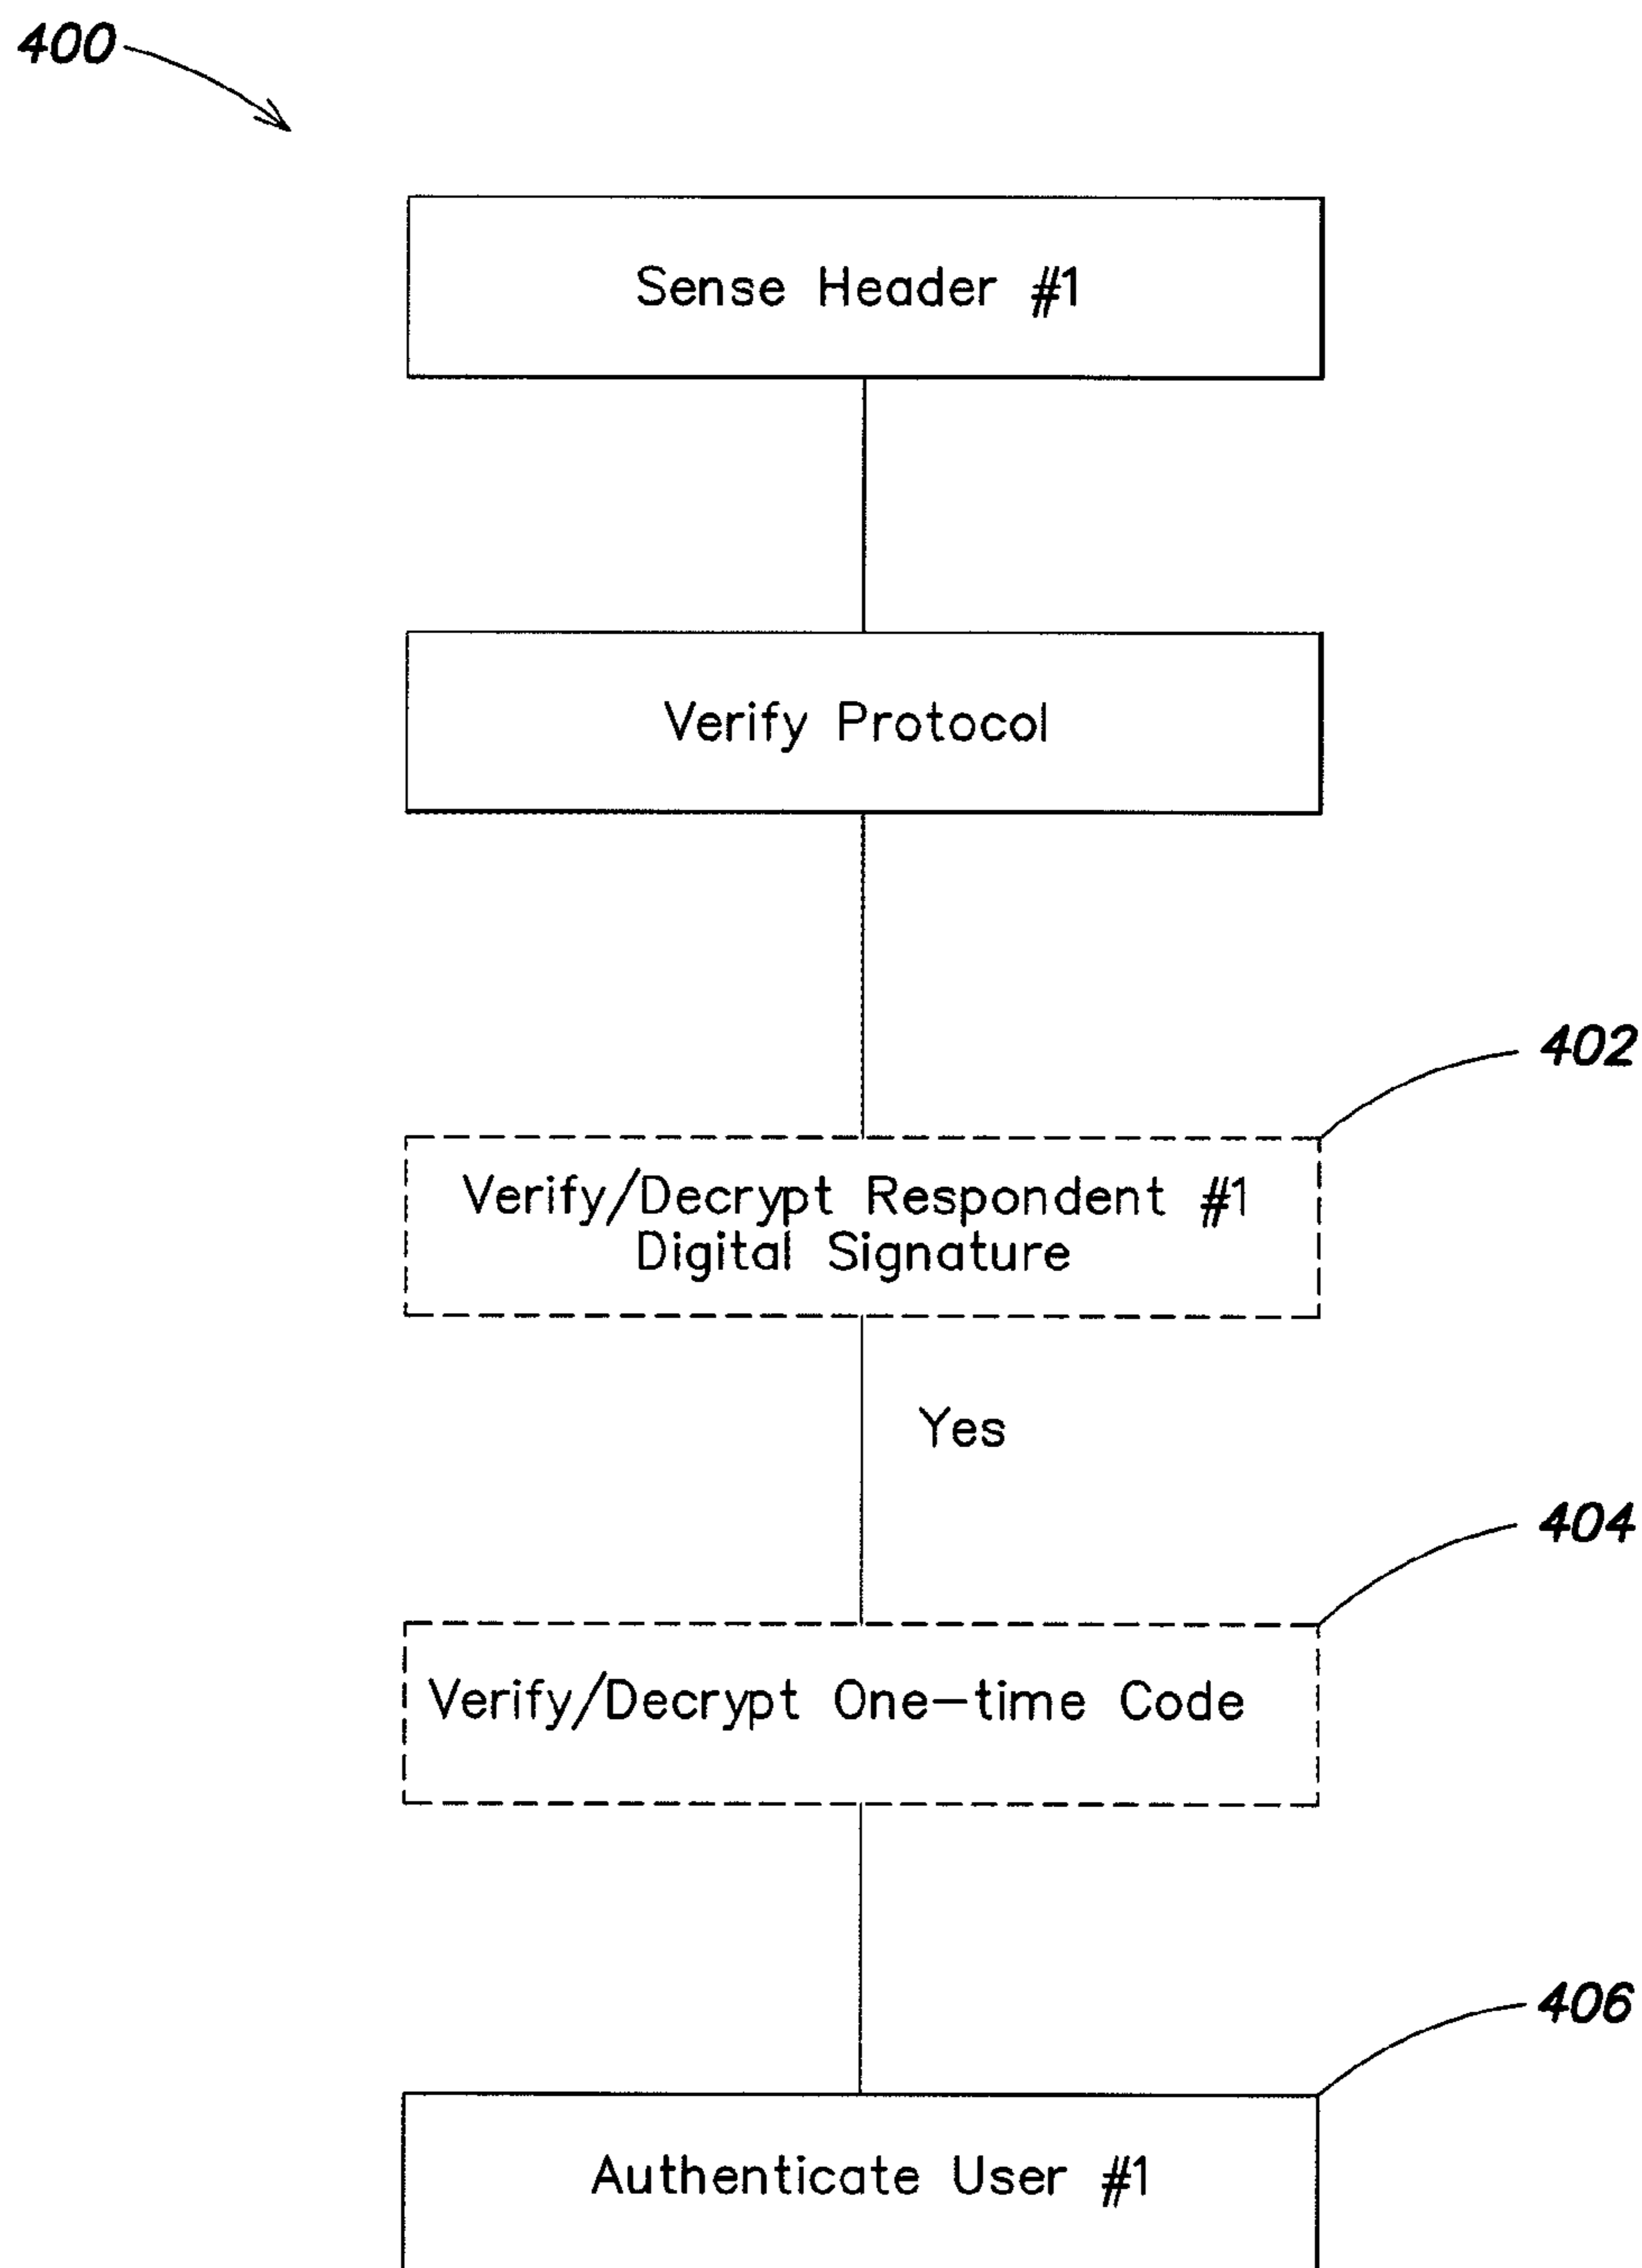 400
Sense Header #1
Verify Protocol
402
Verify/Decrypt Respondent #1
Digital Signature
Yes
404
Verify/Decrypt One-time Code
406
Authenticate User #1